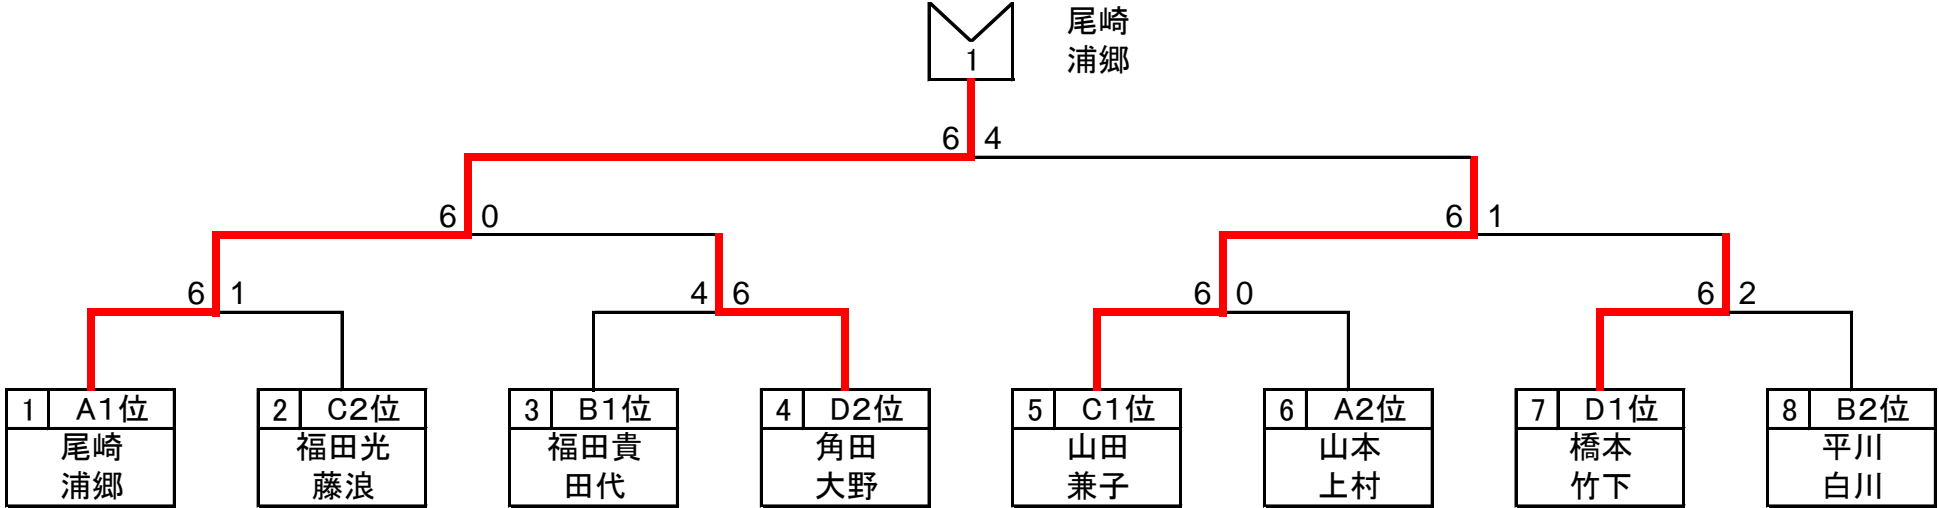 尾崎
1 浦郷
6 4
6 0 6 1
6 1 4 6 6 0 6 2
1 A1位 2 C2位 3 B1位 4 D2位 5 C1位 6 A2位 7 D1位 8 B2位
尾崎 福田光 福田貴 角田 山田 山本 橋本 平川
浦郷 藤浪 田代 大野 兼子 上村 竹下 白川